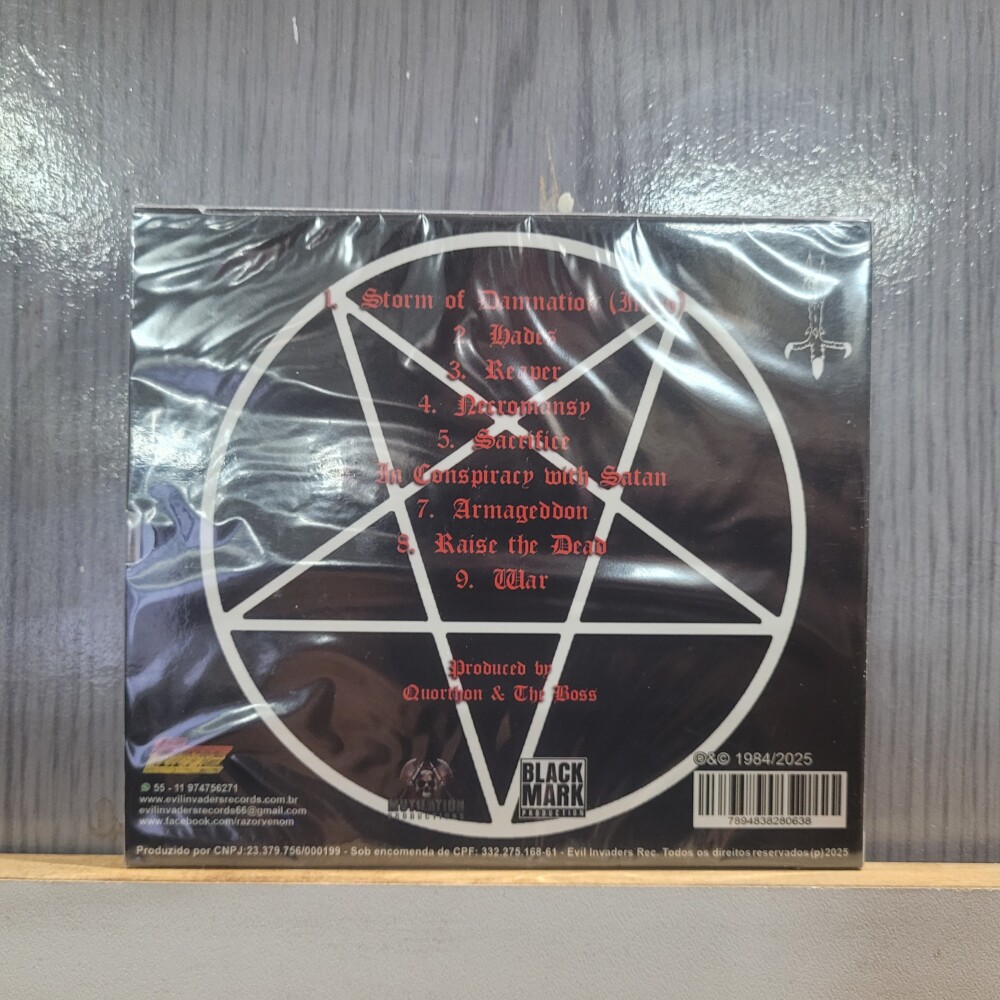 1. Storm of Damnation (Intro)
2. Hades
3. Reaper
4. Necromansy
5. Sacrifice
In Conspiracy with Satan
7. Armageddon
8. Raise the Dead
9. War
Produced by
Quorthon & The Boss
55 - 11 974756271
www.evilinvadersrecords.com.br
evilinvadersrecords66@gmail.com
www.facebook.com/razorvenom
MUTILATION
PRODUCTIONS
BLACK
MARK
PRODUCTION
℗&© 1984/2025
7894838280638
Produzido por CNPJ:23.379.756/000199 - Sob encomenda de CPF: 332.275.168-61 - Evil Invaders Rec. Todos os direitos reservados (p) 2025